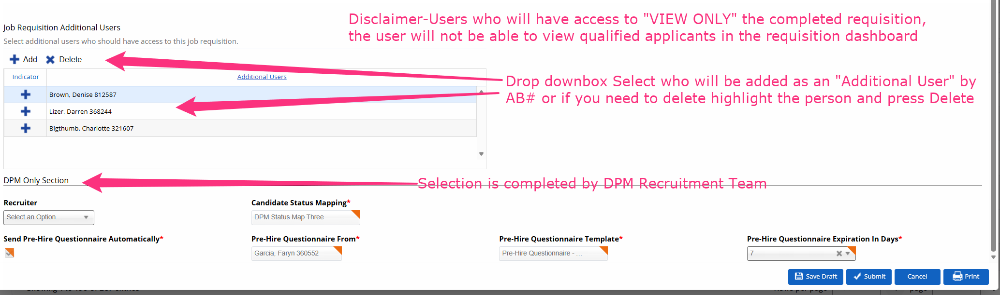 Disclaimer-Users who will have access to "VIEW ONLY" the completed requisition,
the user will not be able to view qualified applicants in the requisition dashboard
Job Requisition Additional Users
Select additional users who should have access to this job requisition.
Add Delete
Indicator Additional Users
Drop downbox Select who will be added as an "Additional User" by
AB# or if you need to delete highlight the person and press Delete
Brown, Denise 812587
Lizer, Darren 368244
Bigthumb, Charlotte 321607
DPM Only Section
Selection is completed by DPM Recruitment Team
Recruiter Candidate Status Mapping*
Select an Option... DPM Status Map Three
Send Pre-Hire Questionnaire Automatically* Pre-Hire Questionnaire From* Pre-Hire Questionnaire Template* Pre-Hire Questionnaire Expiration In Days*
Garcia, Faryn 360552 Pre-Hire Questionnaire - ... 7
Save Draft Submit Cancel Print